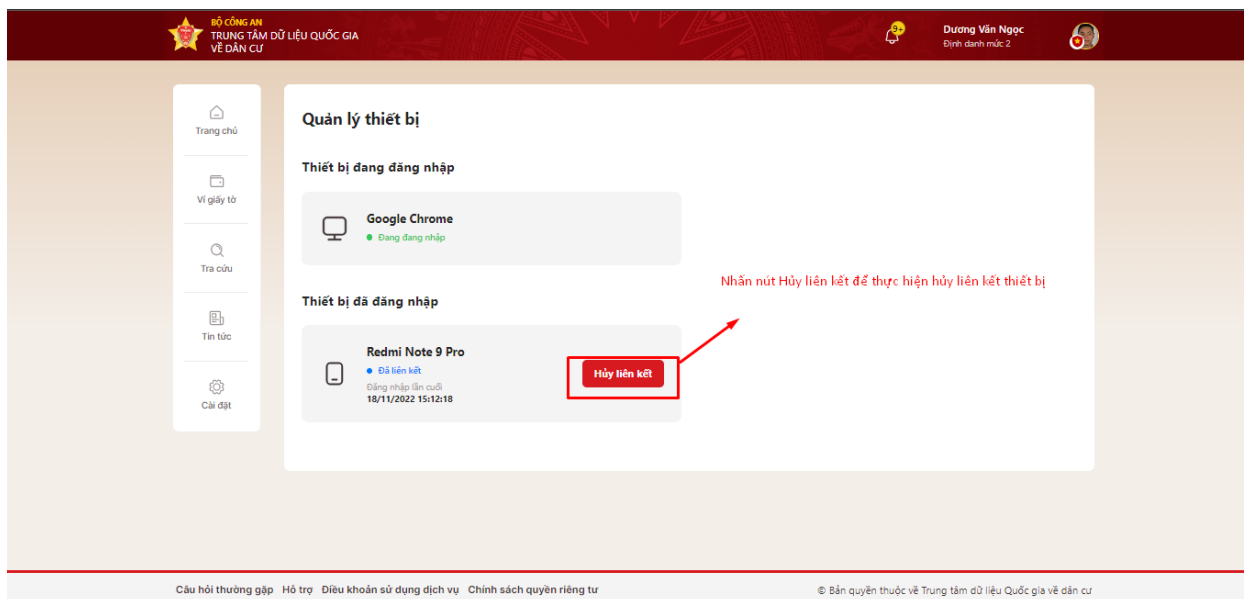 BỘ CÔNG AN
TRUNG TÂM DỮ LIỆU QUỐC GIA
VỀ DÂN CƯ
9+
Dương Văn Ngọc
Định danh mức 2
Trang chủ
Ví giấy tờ
Tra cứu
Tin tức
Cài đặt
Quản lý thiết bị
Thiết bị đang đăng nhập
Google Chrome
Đang đang nhập
Nhấn nút Hủy liên kết để thực hiện hủy liên kết thiết bị
Thiết bị đã đăng nhập
Redmi Note 9 Pro
Đã liên kết
Đăng nhập lần cuối
18/11/2022 15:12:18
Hủy liên kết
Câu hỏi thường gặp Hỗ trợ Điều khoản sử dụng dịch vụ Chính sách quyền riêng tư
© Bản quyền thuộc về Trung tâm dữ liệu Quốc gia về dân cư